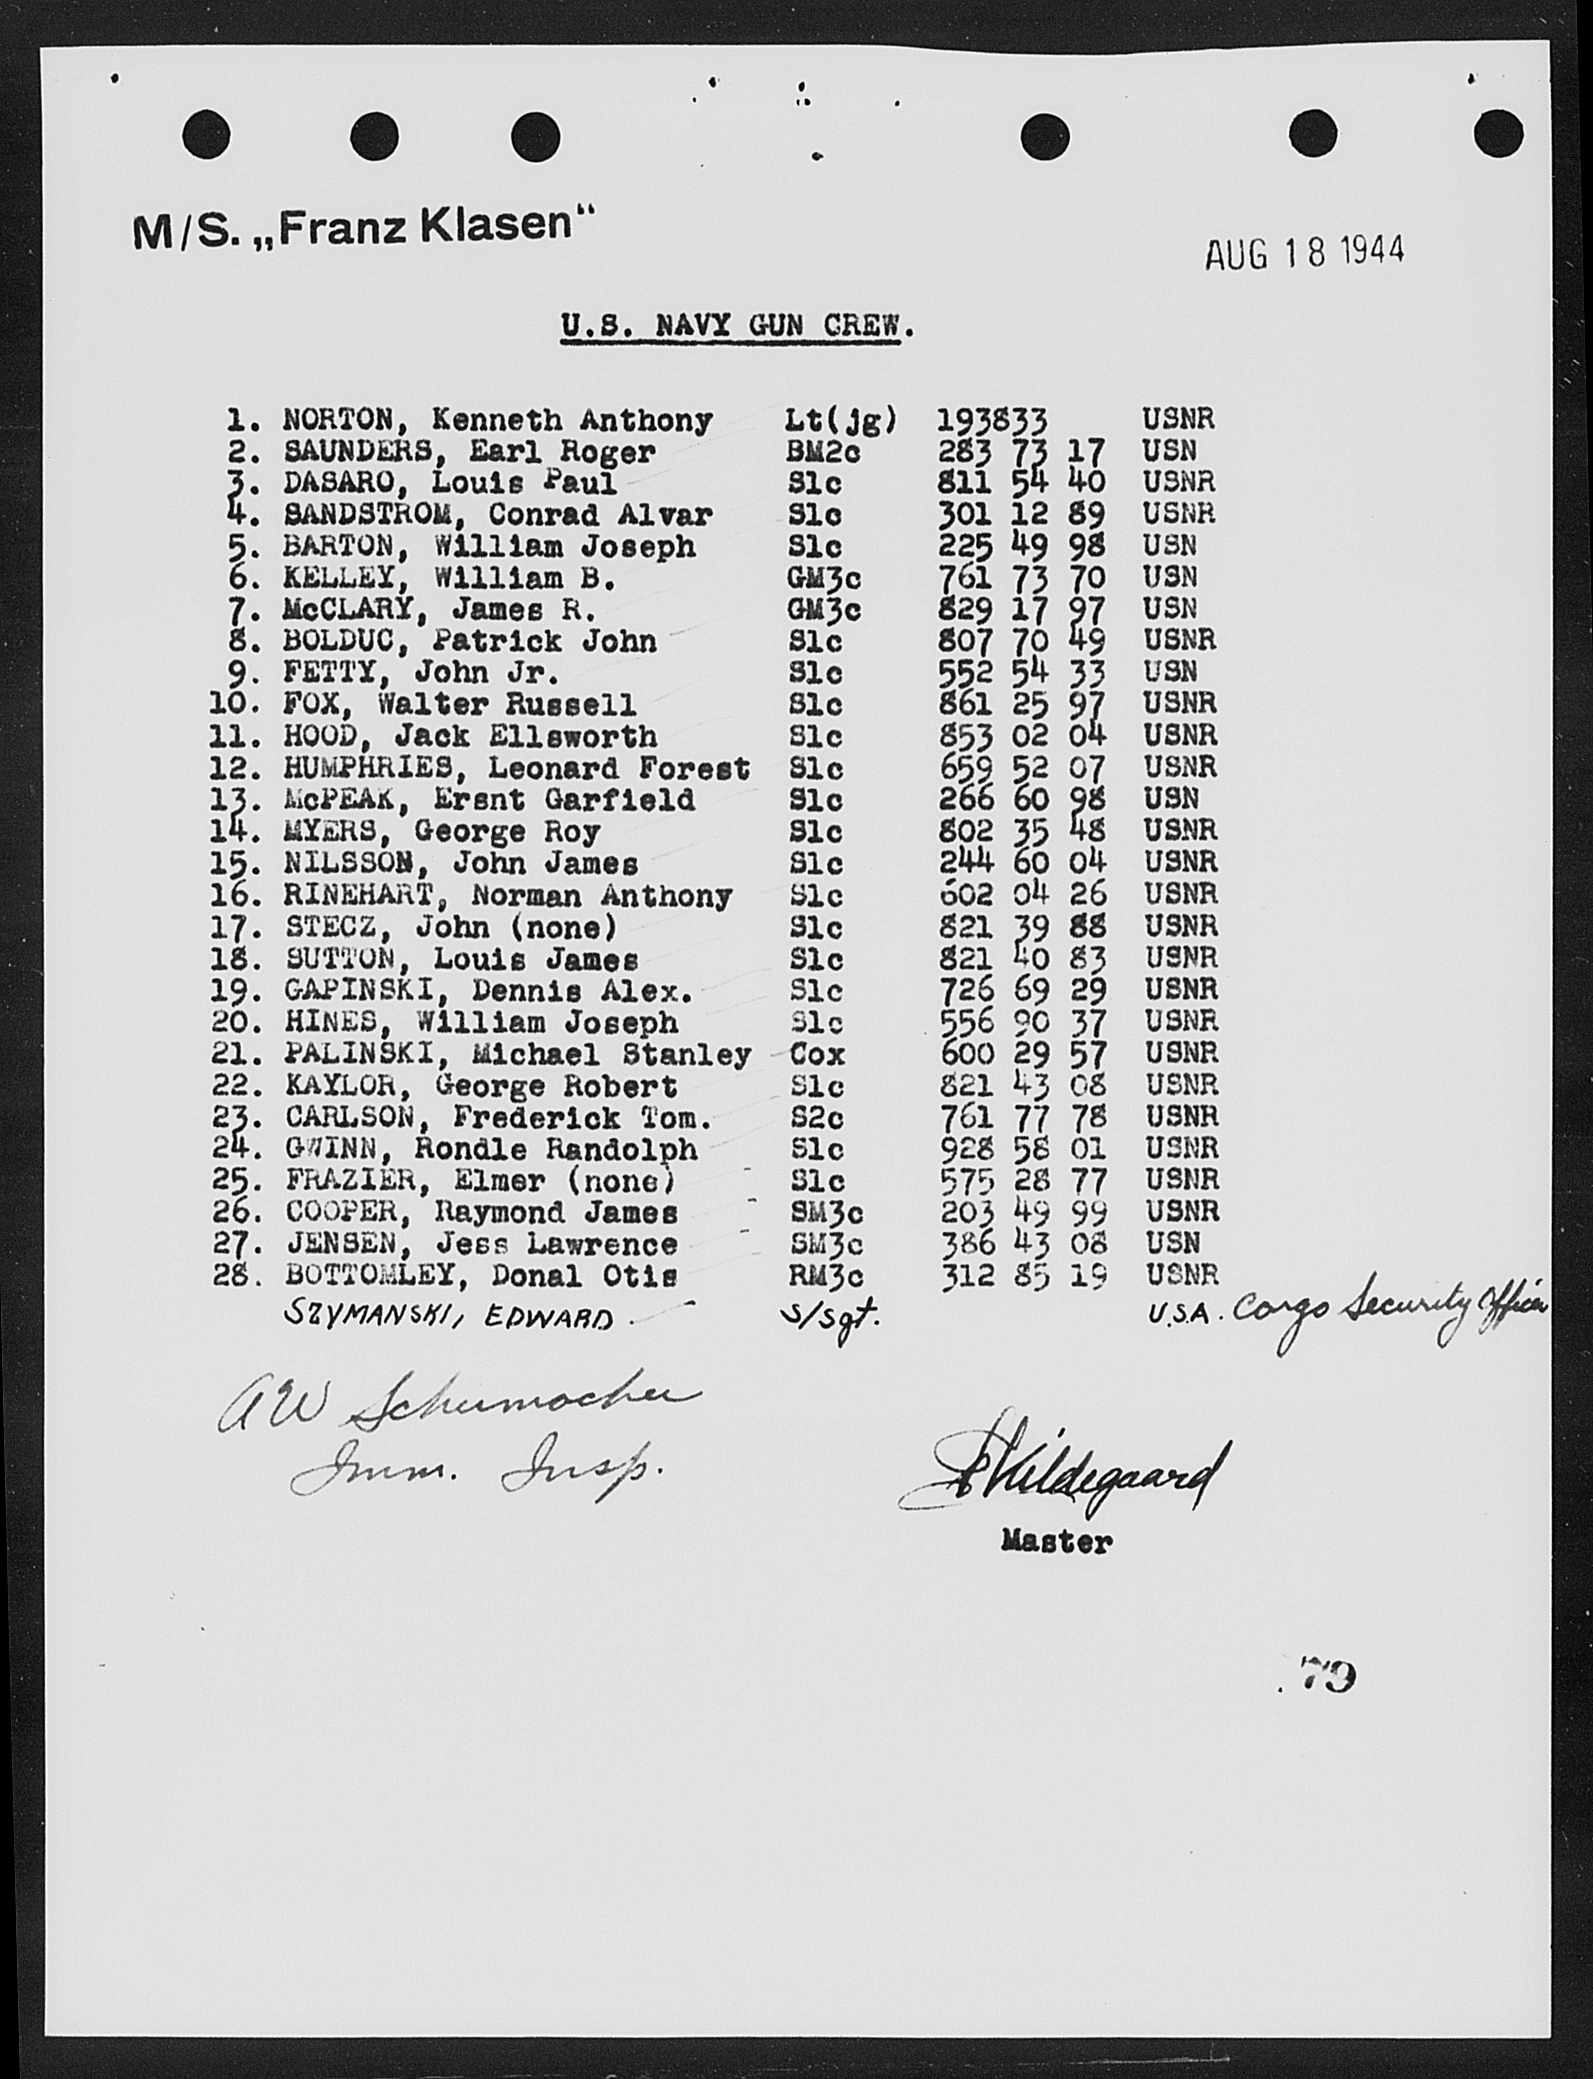 M/S. „Franz Klasen“
AUG 18 1944
U.S. NAVY GUN CREW.
1. NORTON, Kenneth Anthony Lt(jg) 193833 USNR
2. SAUNDERS, Earl Roger BM2c 283 73 17 USN
3. DASARO, Louis Paul S1c 811 54 40 USNR
4. SANDSTROM, Conrad Alvar S1c 301 12 89 USNR
5. BARTON, William Joseph S1c 225 49 98 USN
6. KELLEY, William B. GM3c 761 73 70 USN
7. McCLARY, James R. GM3c 829 17 97 USN
8. BOLDUC, Patrick John S1c 807 70 49 USNR
9. FETTY, John Jr. S1c 552 54 33 USN
10. FOX, Walter Russell S1c 861 25 97 USNR
11. HOOD, Jack Ellsworth S1c 853 02 04 USNR
12. HUMPHRIES, Leonard Forest S1c 659 52 07 USNR
13. McPEAK, Ersnt Garfield S1c 266 60 98 USN
14. MYERS, George Roy S1c 802 35 48 USNR
15. NILSSON, John James S1c 244 60 04 USNR
16. RINEHART, Norman Anthony S1c 602 04 26 USNR
17. STECZ, John (none) S1c 821 39 88 USNR
18. SUTTON, Louis James S1c 821 40 83 USNR
19. GAPINSKI, Dennis Alex. S1c 726 69 29 USNR
20. HINES, William Joseph S1c 556 90 37 USNR
21. PALINSKI, Michael Stanley Cox 600 29 57 USNR
22. KAYLOR, George Robert S1c 821 43 08 USNR
23. CARLSON, Frederick Tom. S2c 761 77 78 USNR
24. GWINN, Rondle Randolph S1c 928 58 01 USNR
25. FRAZIER, Elmer (none) S1c 575 28 77 USNR
26. COOPER, Raymond James SM3c 203 49 99 USNR
27. JENSEN, Jess Lawrence SM3c 386 43 08 USN
28. BOTTOMLEY, Donal Otis RM3c 312 85 19 USNR
SZYMANSKI, EDWARD. S/Sgt. U.S.A. Cargo Security Officer
A W Schumacher
Imm. Insp.
Hildegaard
Master
79